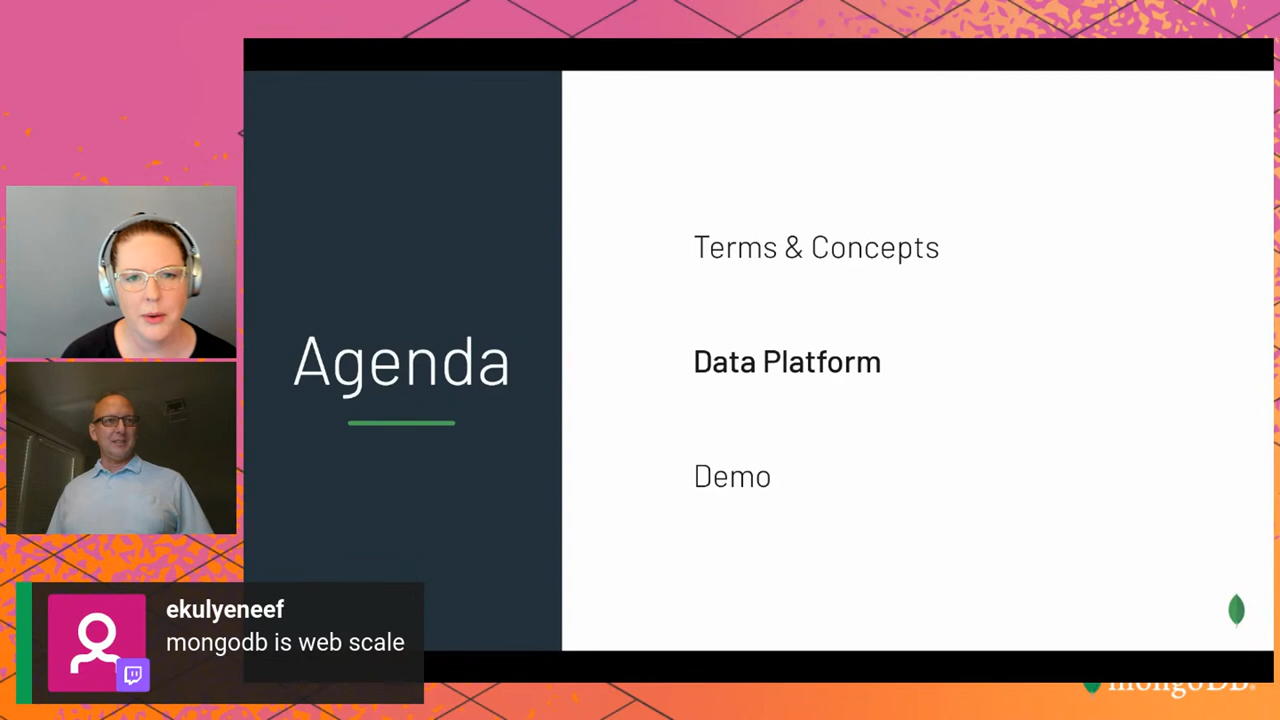 Agenda
Terms & Concepts
Data Platform
Demo
ekulyeneef
mongodb is web scale
mongoDB®